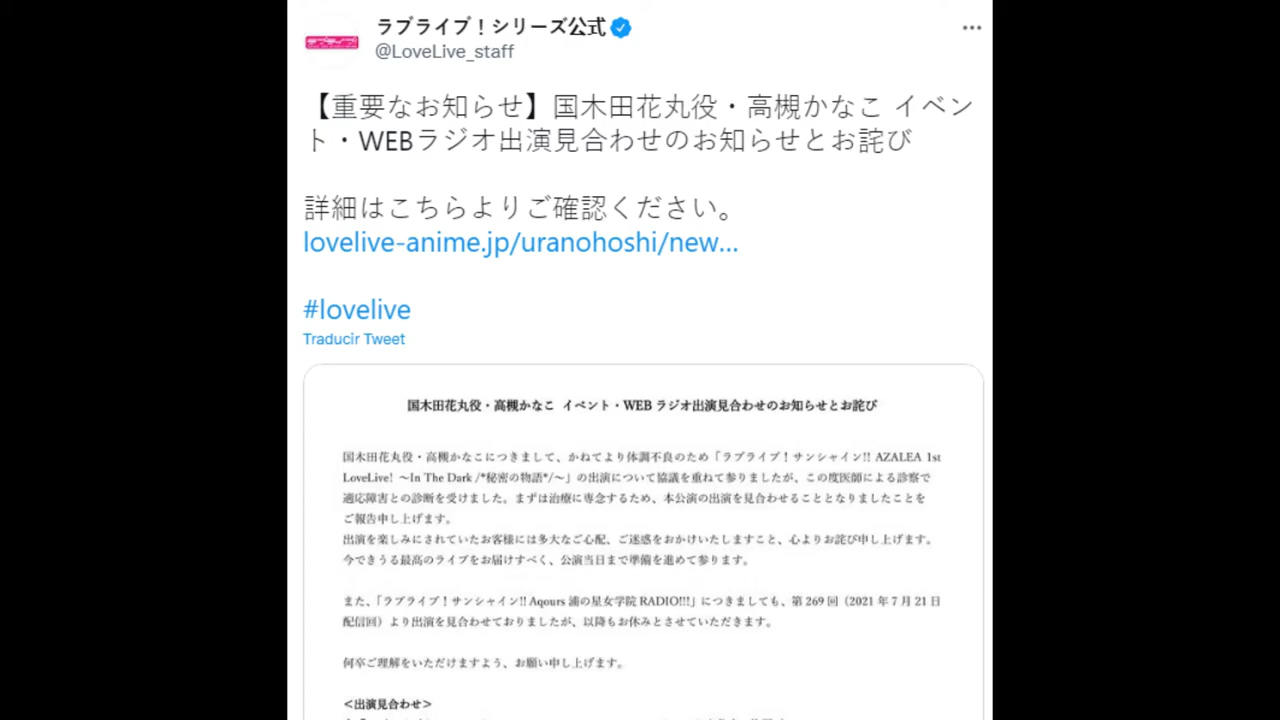 ラブライブ！シリーズ公式
@LoveLive_staff
ラブライブ！
【重要なお知らせ】国木田花丸役・高槻かなこ イベン
ト・WEBラジオ出演見合わせのお知らせとお詫び
詳細はこちらよりご確認ください。
lovelive-anime.jp/uranohoshi/new...
#lovelive
Traducir Tweet
国木田花丸役・高槻かなこ イベント・WEB ラジオ出演見合わせのお知らせとお詫び
国木田花丸役・高槻かなこにつきまして、かねてより体調不良のため「ラブライブ！サンシャイン!! AZALEA 1st
LoveLive! ～In The Dark /*秘密の物語*/～」の出演について協議を重ねて参りましたが、この度医師による診察で
適応障害との診断を受けました。まずは治療に専念するため、本公演の出演を見合わせることとなりましたことを
ご報告申し上げます。
出演を楽しみにされていたお客様には多大なご心配、ご迷惑をおかけいたしますこと、心よりお詫び申し上げます。
今できうる最高のライブをお届けすべく、公演当日まで準備を進めて参ります。
また、「ラブライブ！サンシャイン!! Aqours 浦の星女学院 RADIO!!!」につきましても、第 269 回（2021 年 7 月 21 日
配信回）より出演を見合わせておりましたが、以降もお休みとさせていただきます。
何卒ご理解をいただけますよう、お願い申し上げます。
＜出演見合わせ＞